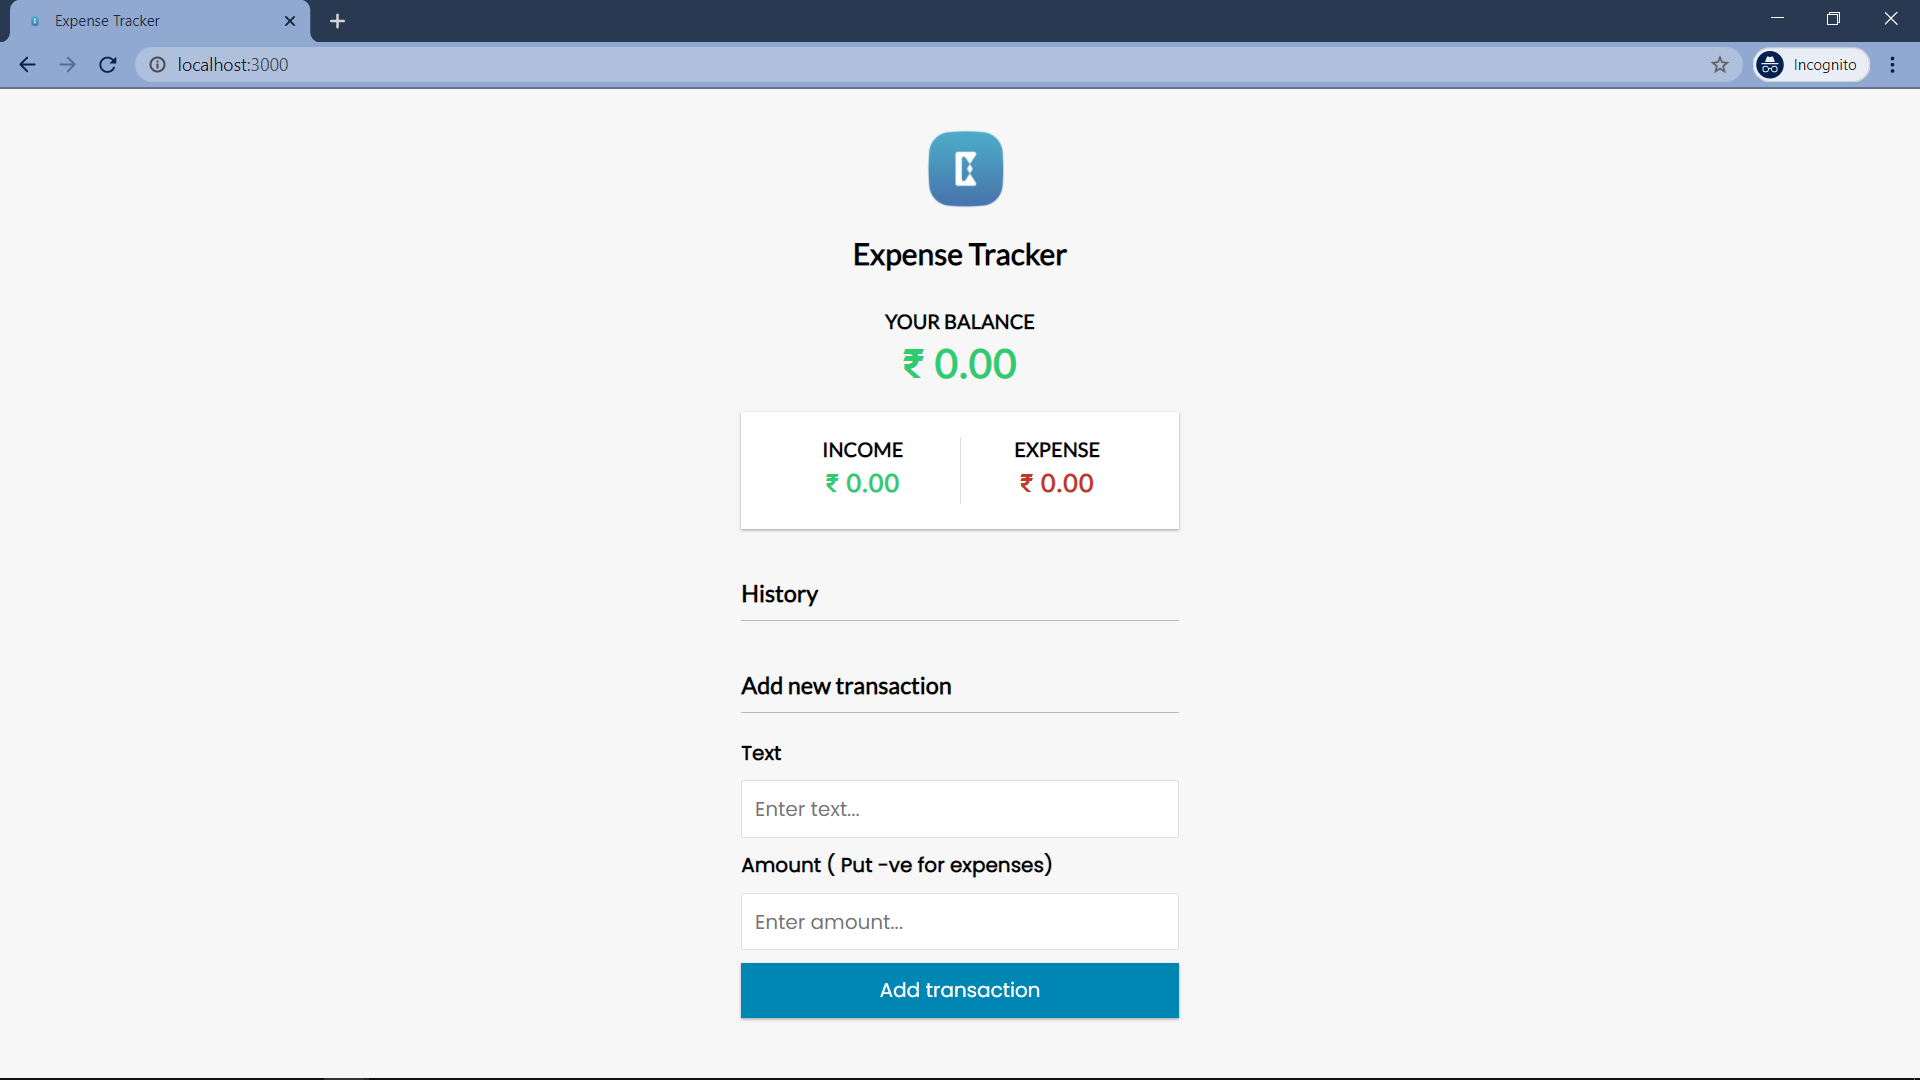 Expense Tracker
localhost:3000
Incognito
Expense Tracker
YOUR BALANCE
₹ 0.00
INCOME EXPENSE
₹ 0.00 ₹ 0.00
History
Add new transaction
Text
Enter text...
Amount ( Put -ve for expenses)
Enter amount...
Add transaction